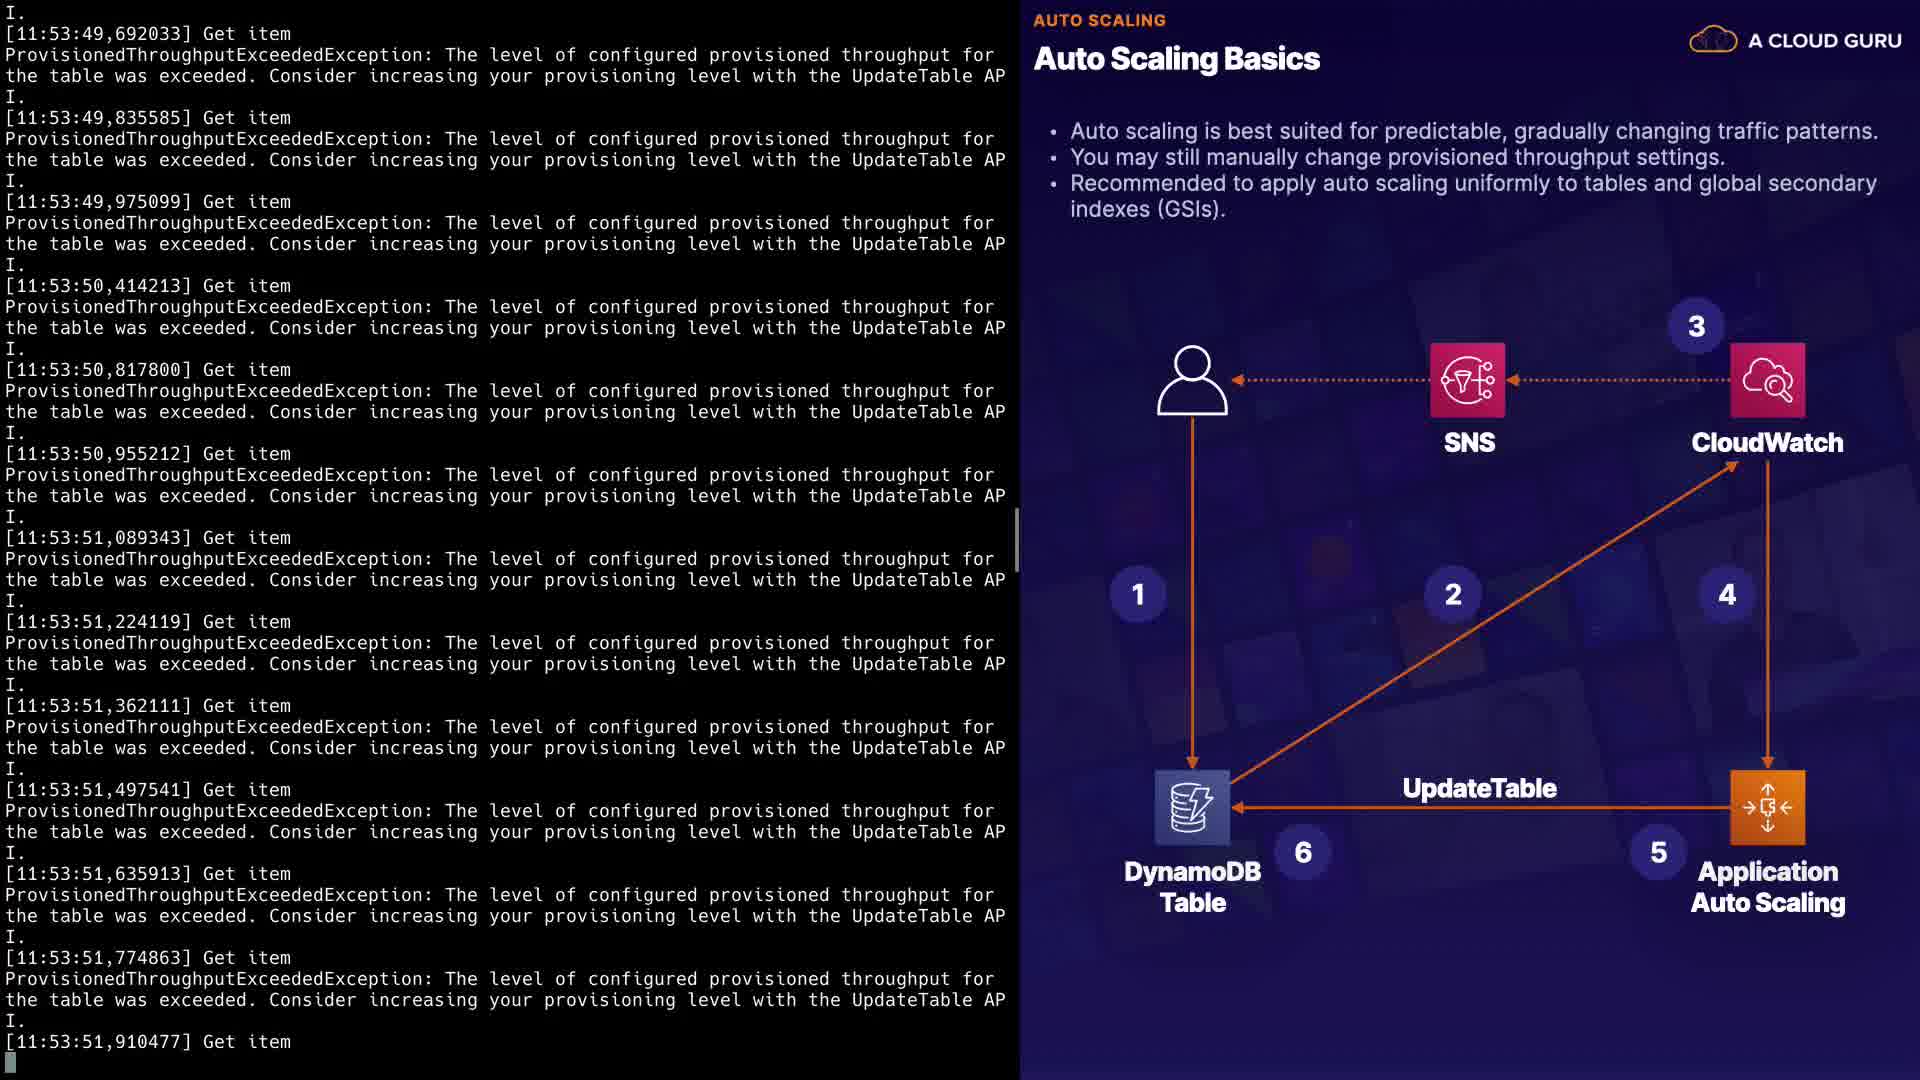 I.
[11:53:49,692033] Get item
ProvisionedThroughputExceededException: The level of configured provisioned throughput for
the table was exceeded. Consider increasing your provisioning level with the UpdateTable AP
I.
[11:53:49,835585] Get item
ProvisionedThroughputExceededException: The level of configured provisioned throughput for
the table was exceeded. Consider increasing your provisioning level with the UpdateTable AP
I.
[11:53:49,975099] Get item
ProvisionedThroughputExceededException: The level of configured provisioned throughput for
the table was exceeded. Consider increasing your provisioning level with the UpdateTable AP
I.
[11:53:50,414213] Get item
ProvisionedThroughputExceededException: The level of configured provisioned throughput for
the table was exceeded. Consider increasing your provisioning level with the UpdateTable AP
I.
[11:53:50,817800] Get item
ProvisionedThroughputExceededException: The level of configured provisioned throughput for
the table was exceeded. Consider increasing your provisioning level with the UpdateTable AP
I.
[11:53:50,955212] Get item
ProvisionedThroughputExceededException: The level of configured provisioned throughput for
the table was exceeded. Consider increasing your provisioning level with the UpdateTable AP
I.
[11:53:51,089343] Get item
ProvisionedThroughputExceededException: The level of configured provisioned throughput for
the table was exceeded. Consider increasing your provisioning level with the UpdateTable AP
I.
[11:53:51,224119] Get item
ProvisionedThroughputExceededException: The level of configured provisioned throughput for
the table was exceeded. Consider increasing your provisioning level with the UpdateTable AP
I.
[11:53:51,362111] Get item
ProvisionedThroughputExceededException: The level of configured provisioned throughput for
the table was exceeded. Consider increasing your provisioning level with the UpdateTable AP
I.
[11:53:51,497541] Get item
ProvisionedThroughputExceededException: The level of configured provisioned throughput for
the table was exceeded. Consider increasing your provisioning level with the UpdateTable AP
I.
[11:53:51,635913] Get item
ProvisionedThroughputExceededException: The level of configured provisioned throughput for
the table was exceeded. Consider increasing your provisioning level with the UpdateTable AP
I.
[11:53:51,774863] Get item
ProvisionedThroughputExceededException: The level of configured provisioned throughput for
the table was exceeded. Consider increasing your provisioning level with the UpdateTable AP
I.
[11:53:51,910477] Get item
AUTO SCALING
Auto Scaling Basics
A CLOUD GURU
• Auto scaling is best suited for predictable, gradually changing traffic patterns.
• You may still manually change provisioned throughput settings.
• Recommended to apply auto scaling uniformly to tables and global secondary
indexes (GSIs).
3
SNS
CloudWatch
1
2
4
UpdateTable
6
5
DynamoDB
Table
Application
Auto Scaling